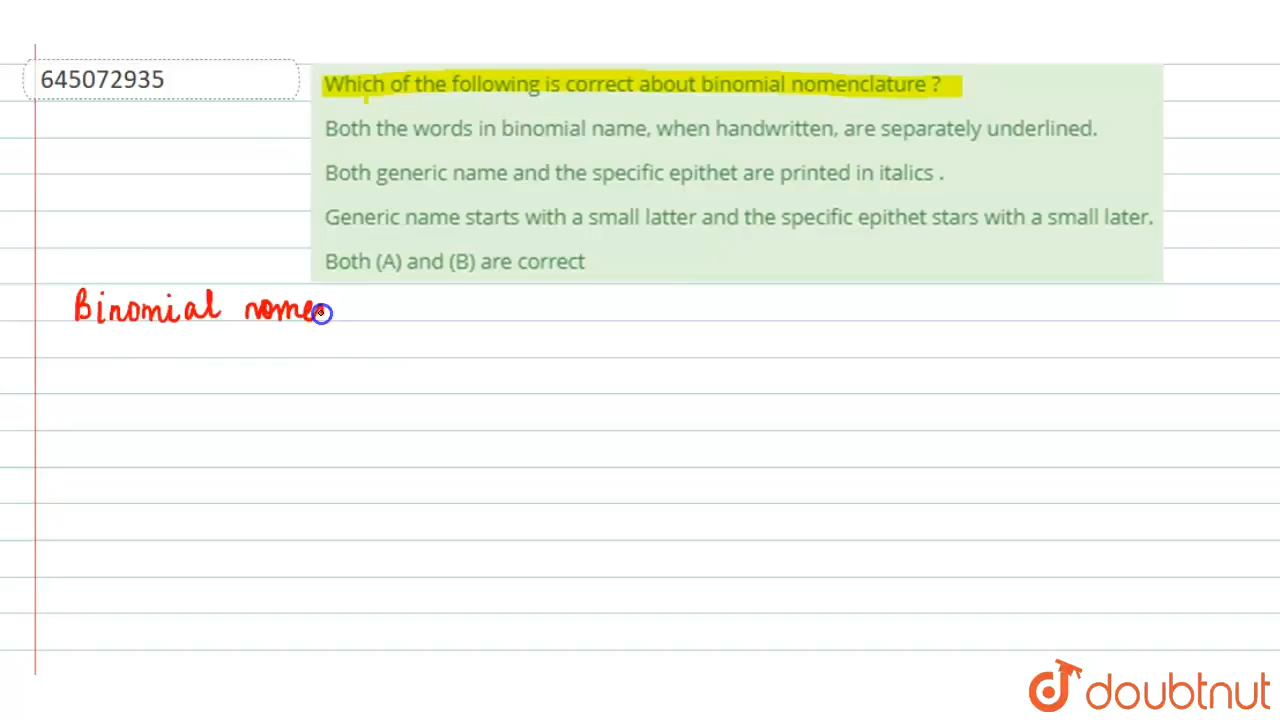 645072935
Which of the following is correct about binomial nomenclature ?
Both the words in binomial name, when handwritten, are separately underlined.
Both generic name and the specific epithet are printed in italics .
Generic name starts with a small latter and the specific epithet stars with a small later.
Both (A) and (B) are correct
Binomial nomen
doubtnut